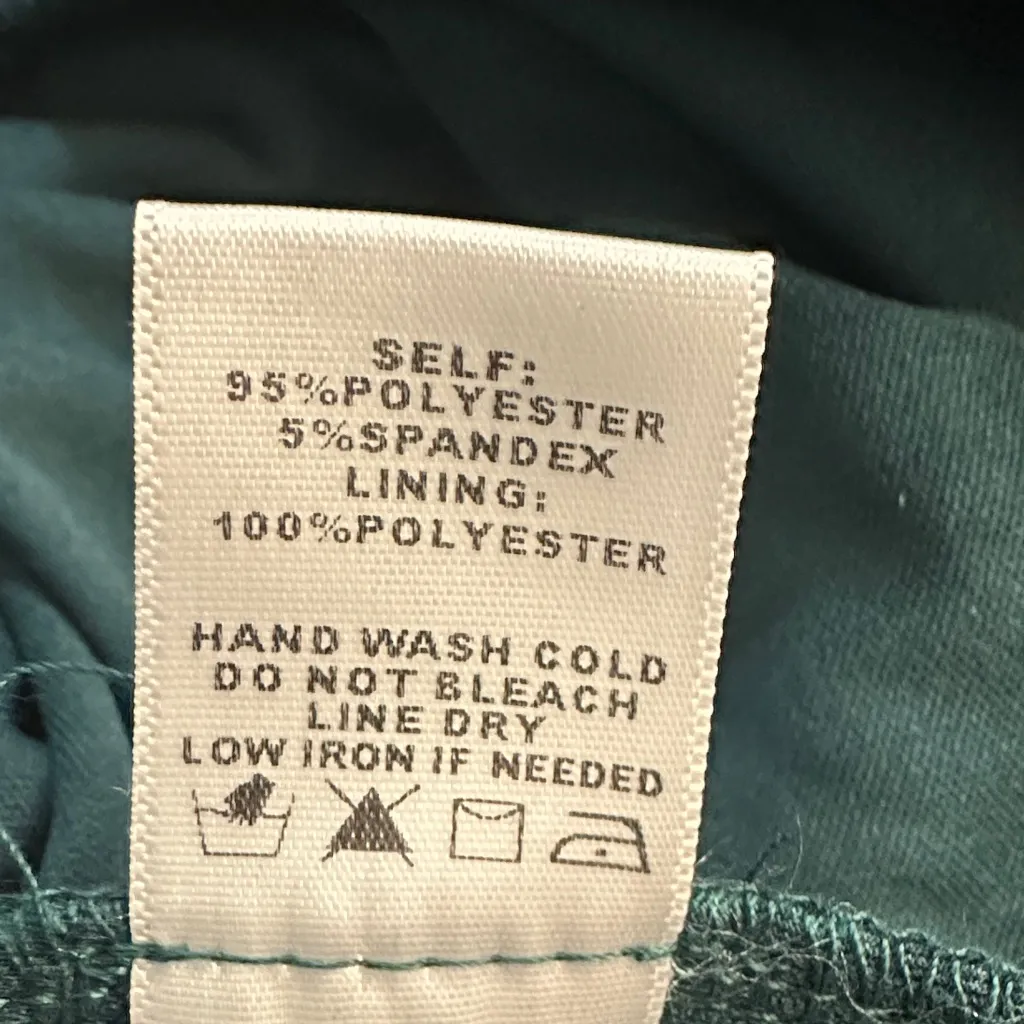 SELF:
95%POLYESTER
5%SPANDEX
LINING:
100%POLYESTER
HAND WASH COLD
DO NOT BLEACH
LINE DRY
LOW IRON IF NEEDED